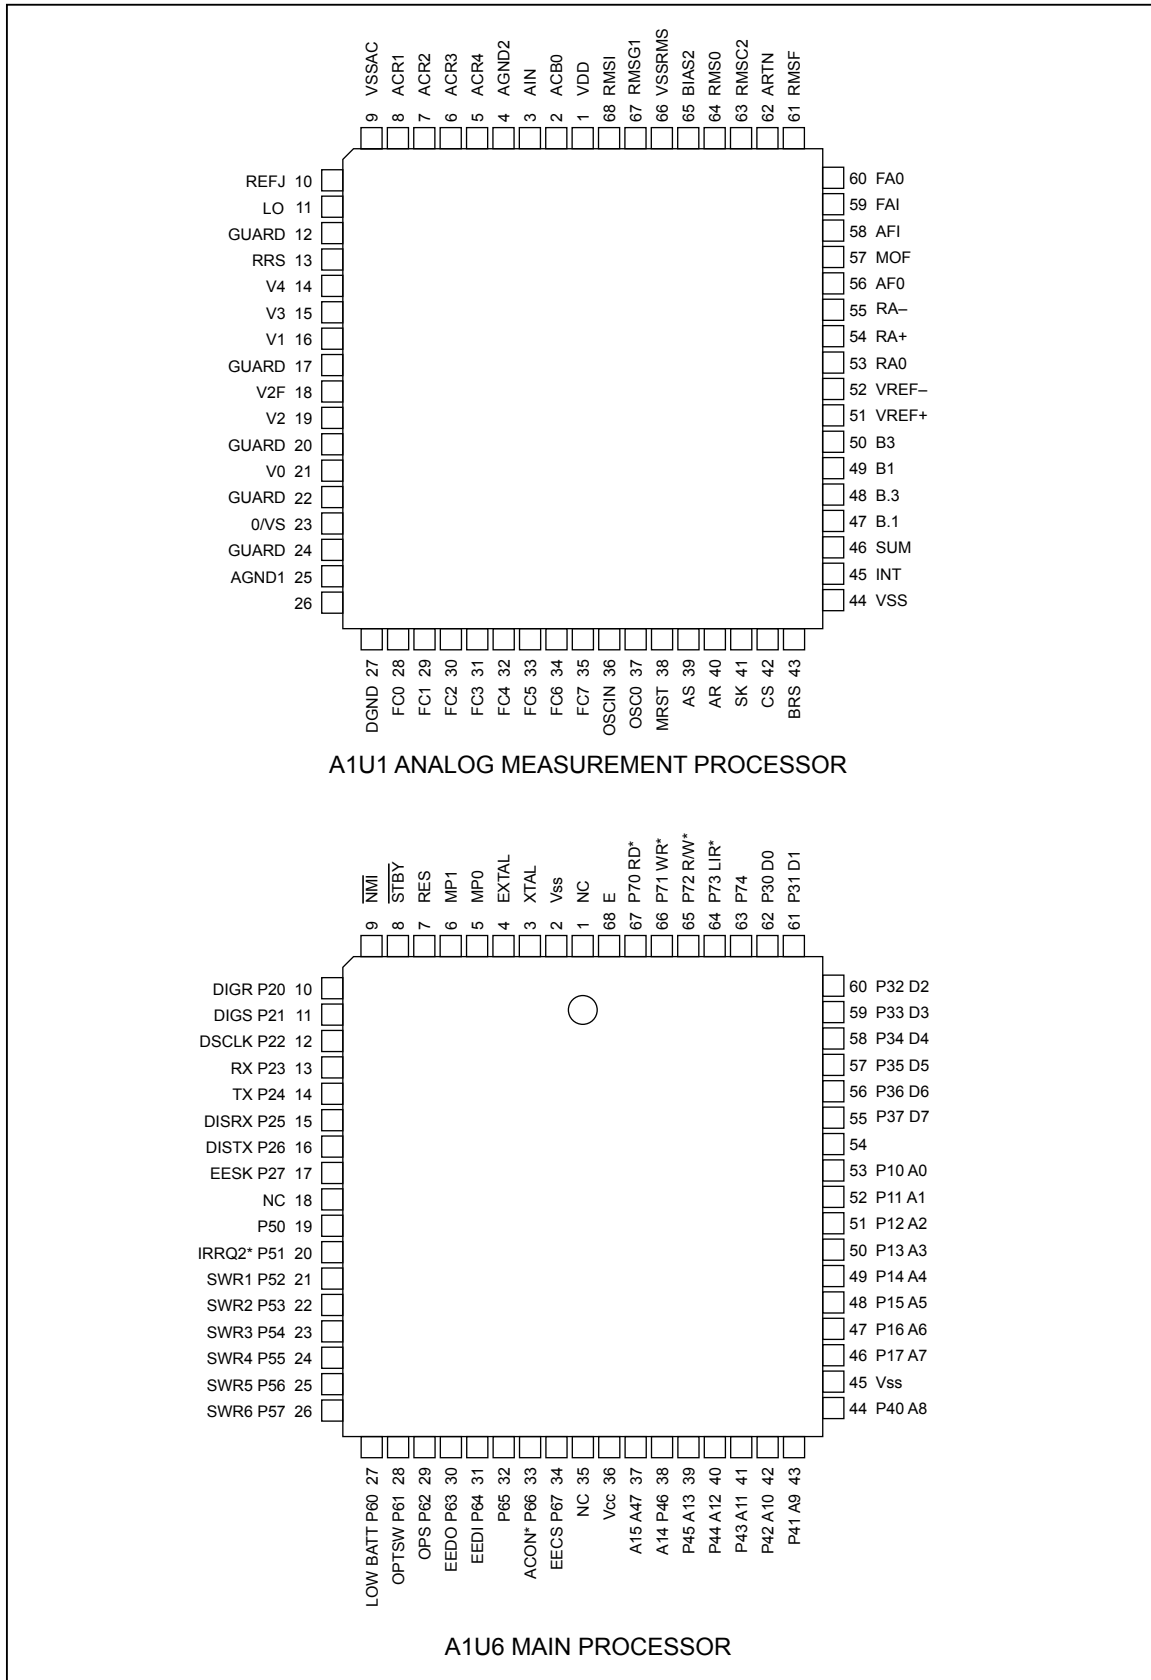 9 VSSAC
8 ACR1
7 ACR2
6 ACR3
5 ACR4
4 AGND2
3 AIN
2 ACB0
1 VDD
68 RMSI
67 RMSG1
66 VSSRMS
65 BIAS2
64 RMS0
63 RMSC2
62 ARTN
61 RMSF
REFJ 10
LO 11
GUARD 12
RRS 13
V4 14
V3 15
V1 16
GUARD 17
V2F 18
V2 19
GUARD 20
V0 21
GUARD 22
0/VS 23
GUARD 24
AGND1 25
26
60 FA0
59 FAI
58 AFI
57 MOF
56 AF0
55 RA–
54 RA+
53 RA0
52 VREF–
51 VREF+
50 B3
49 B1
48 B.3
47 B.1
46 SUM
45 INT
44 VSS
DGND 27
FC0 28
FC1 29
FC2 30
FC3 31
FC4 32
FC5 33
FC6 34
FC7 35
OSCIN 36
OSC0 37
MRST 38
AS 39
AR 40
SK 41
CS 42
BRS 43
A1U1 ANALOG MEASUREMENT PROCESSOR
9 NMI
8 STBY
7 RES
6 MP1
5 MP0
4 EXTAL
3 XTAL
2 Vss
1 NC
68 E
67 P70 RD*
66 P71 WR*
65 P72 R/W*
64 P73 LIR*
63 P74
62 P30 D0
61 P31 D1
DIGR P20 10
DIGS P21 11
DSCLK P22 12
RX P23 13
TX P24 14
DISRX P25 15
DISTX P26 16
EESK P27 17
NC 18
P50 19
IRRQ2* P51 20
SWR1 P52 21
SWR2 P53 22
SWR3 P54 23
SWR4 P55 24
SWR5 P56 25
SWR6 P57 26
60 P32 D2
59 P33 D3
58 P34 D4
57 P35 D5
56 P36 D6
55 P37 D7
54
53 P10 A0
52 P11 A1
51 P12 A2
50 P13 A3
49 P14 A4
48 P15 A5
47 P16 A6
46 P17 A7
45 Vss
44 P40 A8
LOW BATT P60 27
OPTSW P61 28
OPS P62 29
EEDO P63 30
EEDI P64 31
P65 32
ACON* P66 33
EECS P67 34
NC 35
Vcc 36
A15 A47 37
A14 P46 38
P45 A13 39
P44 A12 40
P43 A11 41
P42 A10 42
P41 A9 43
A1U6 MAIN PROCESSOR